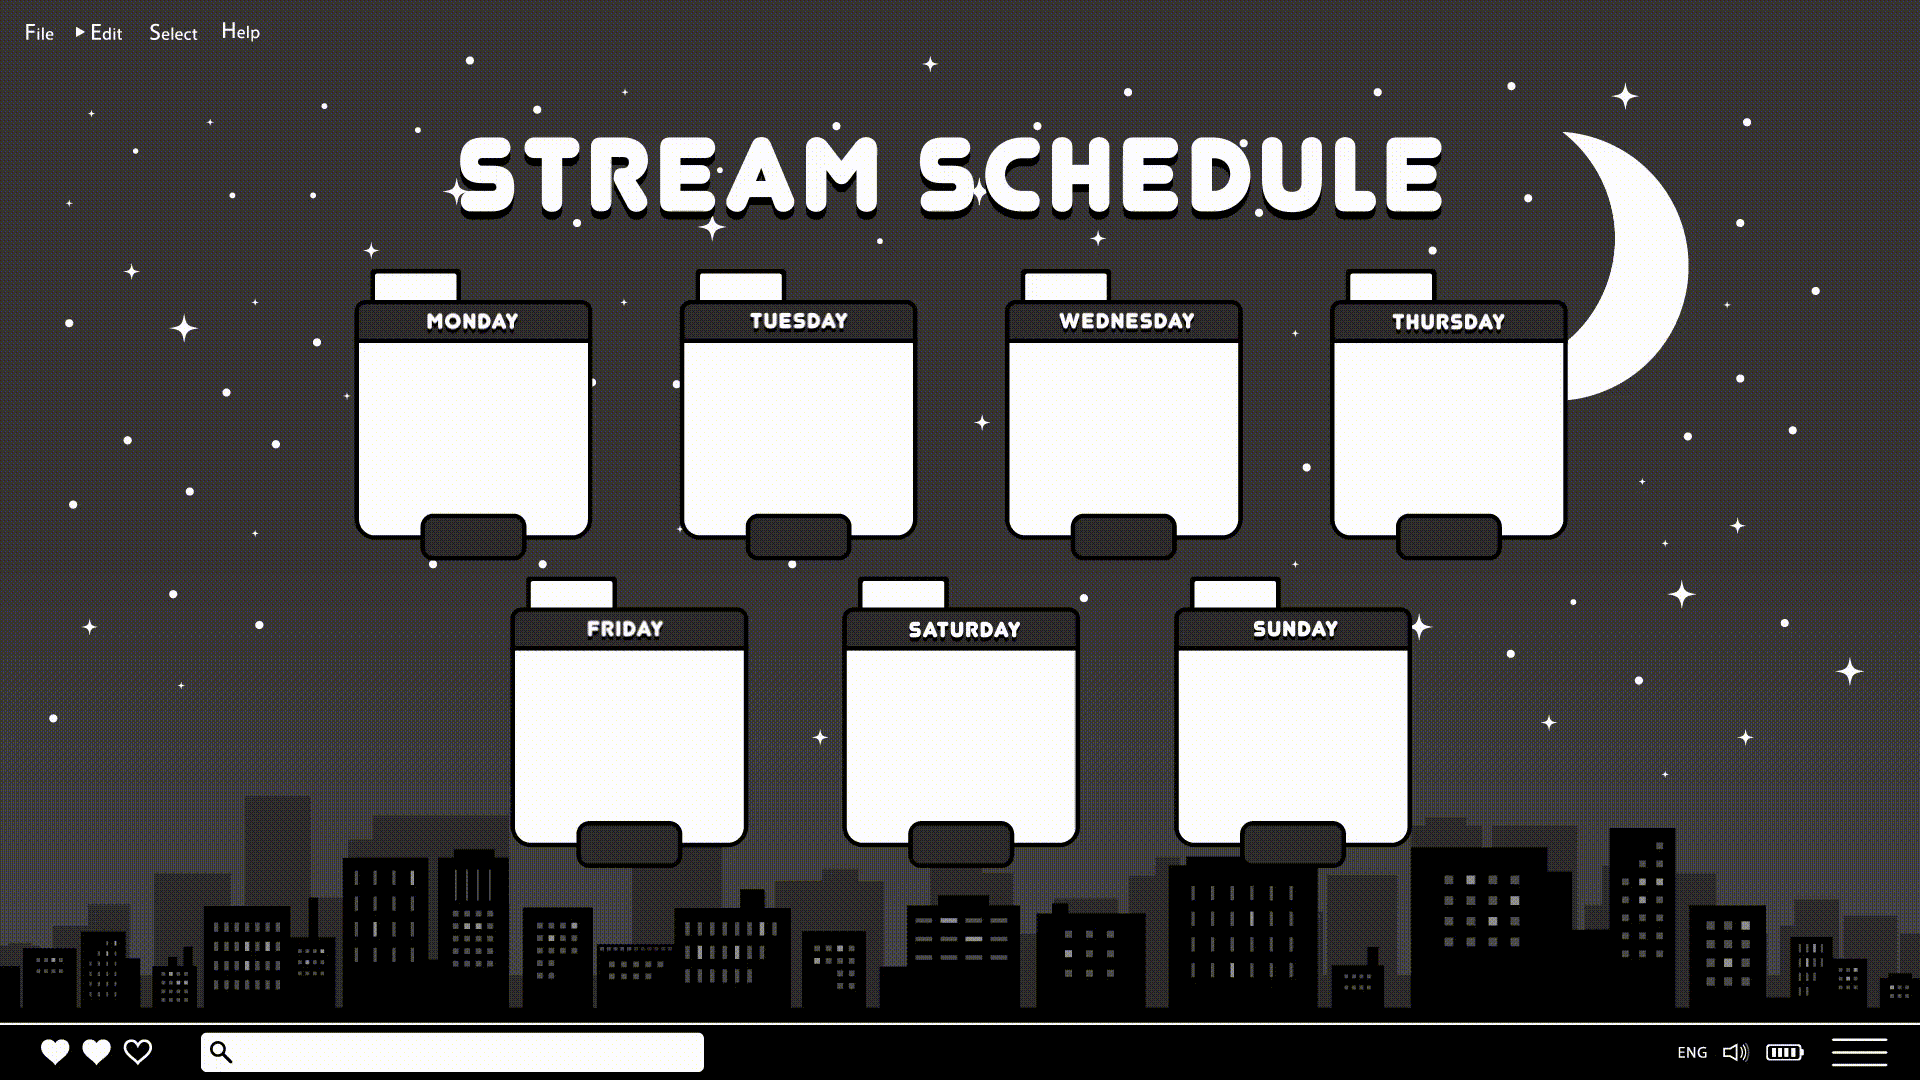 File Edit Select Help
STREAM SCHEDULE
MONDAY TUESDAY WEDNESDAY THURSDAY
FRIDAY SATURDAY SUNDAY
ENG